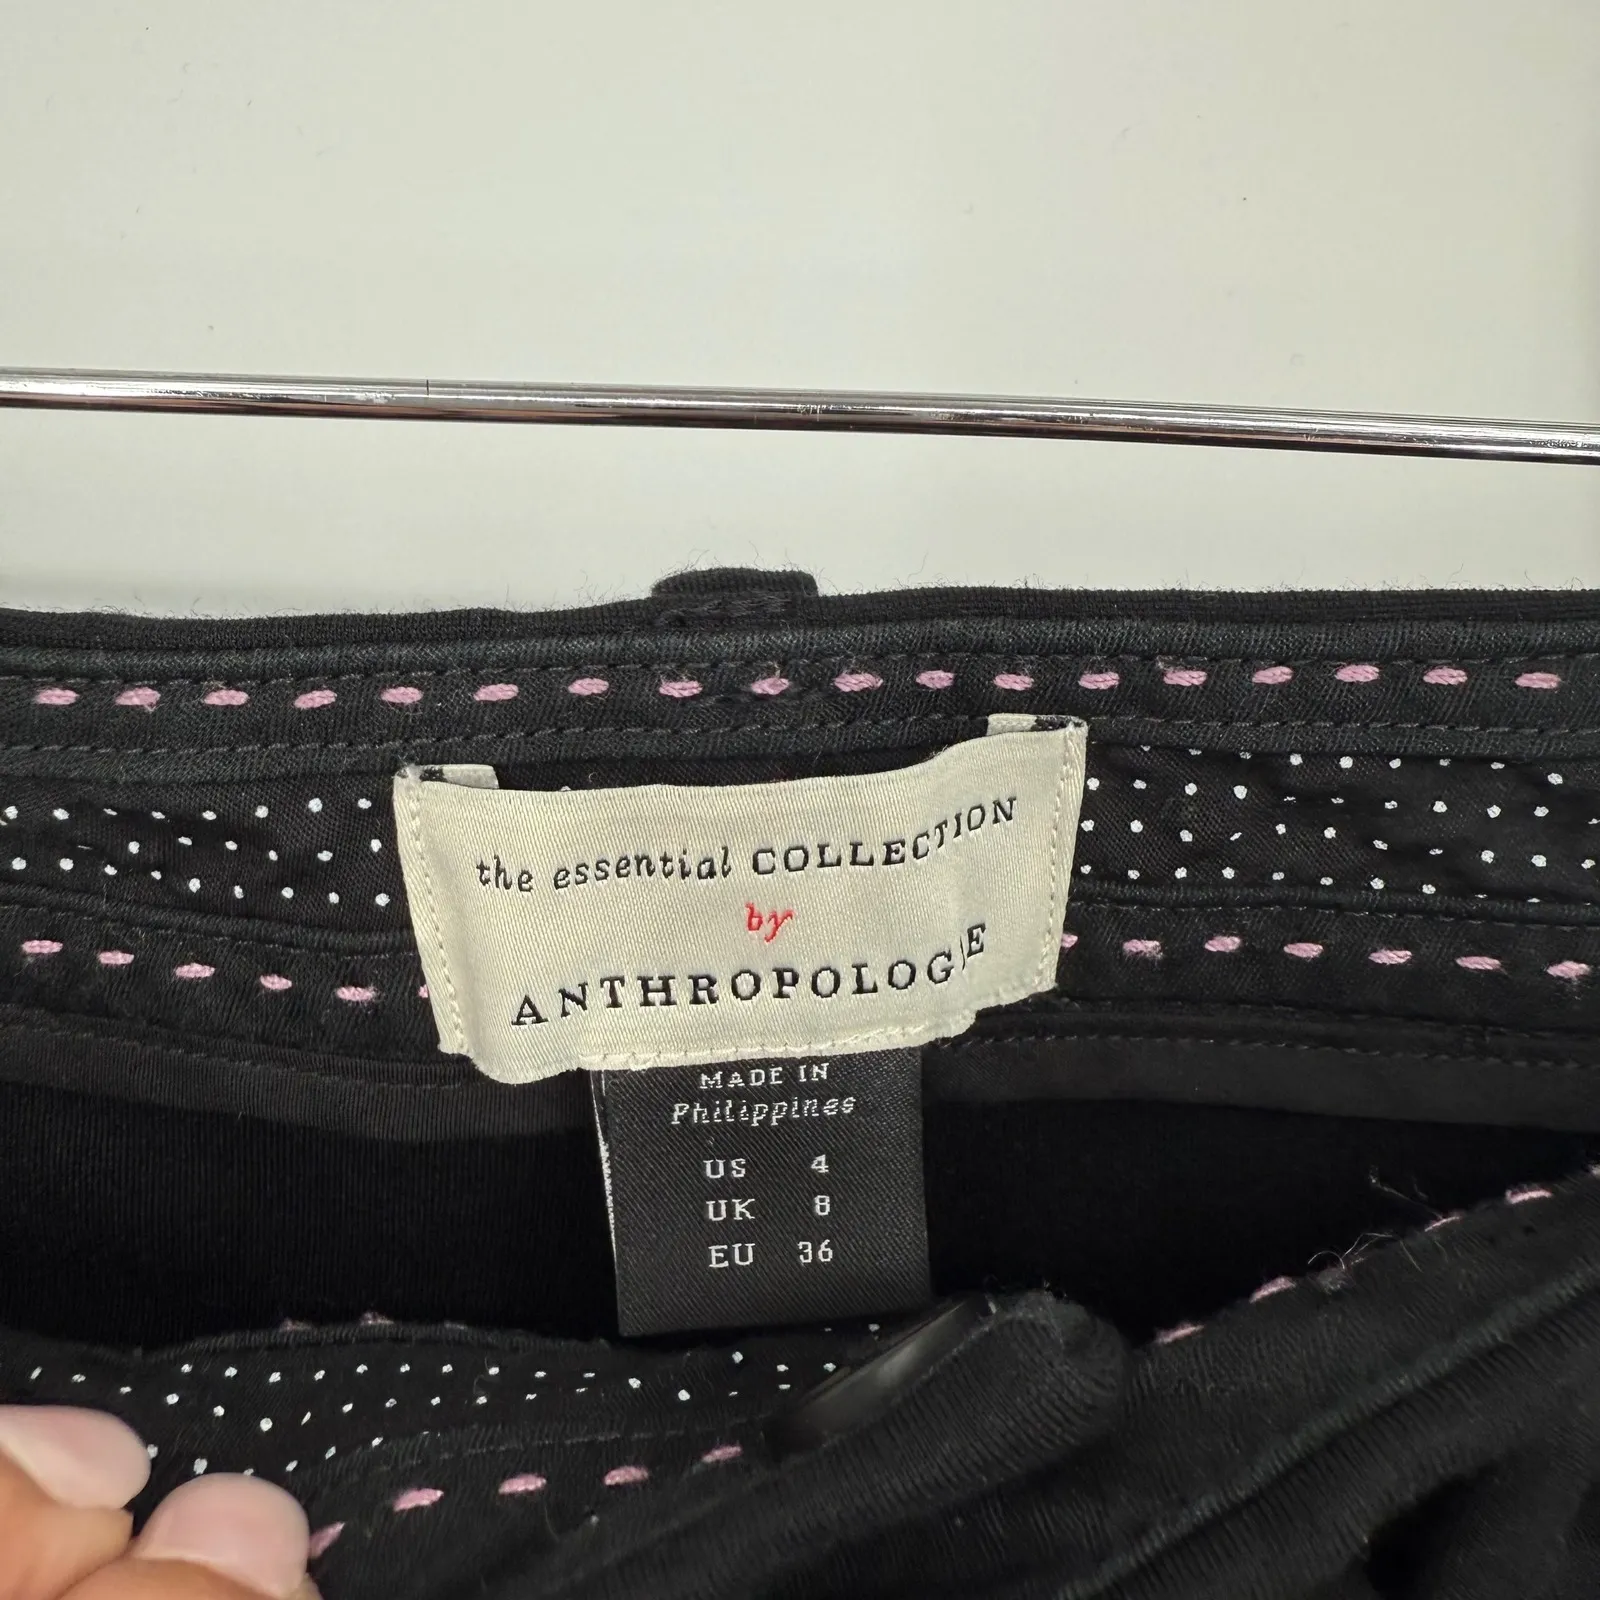 the essential COLLECTION
by
ANTHROPOLOGIE
MADE IN
Philippines
US 4
UK 8
EU 36